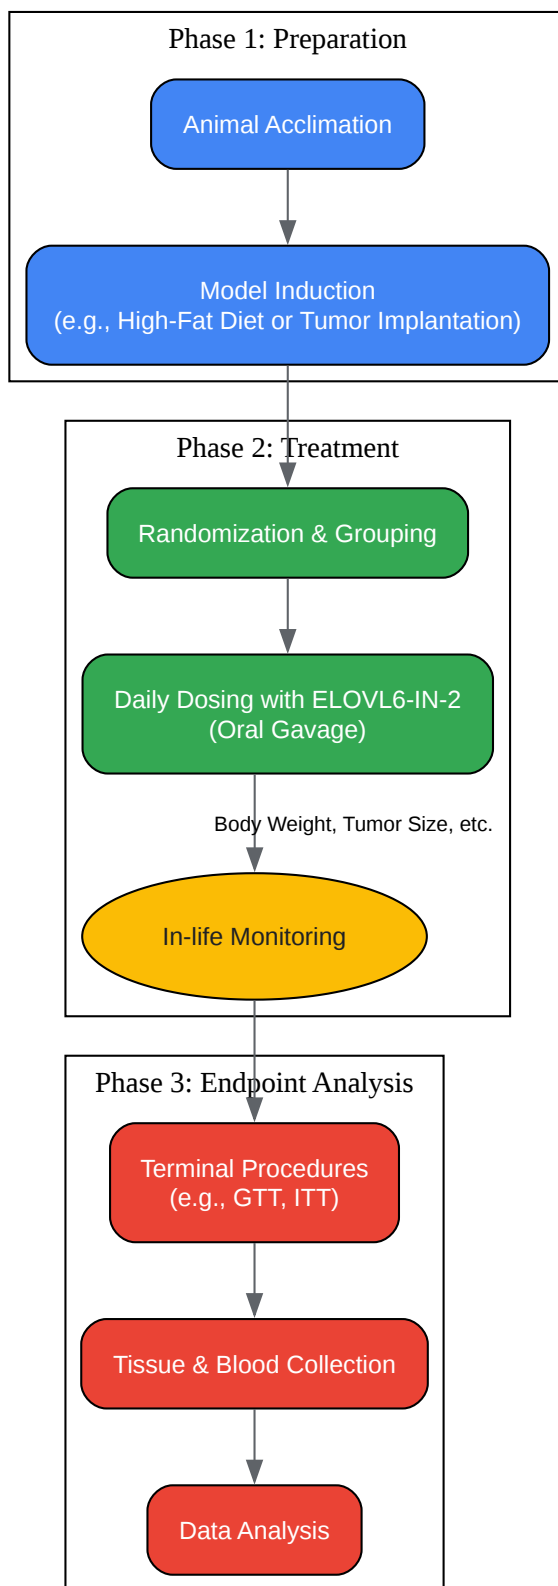 Phase 1: Preparation
Animal Acclimation
Model Induction
(e.g., High-Fat Diet or Tumor Implantation)
Phase 2: Treatment
Randomization & Grouping
Daily Dosing with ELOVL6-IN-2
(Oral Gavage)
Body Weight, Tumor Size, etc.
In-life Monitoring
Phase 3: Endpoint Analysis
Terminal Procedures
(e.g., GTT, ITT)
Tissue & Blood Collection
Data Analysis